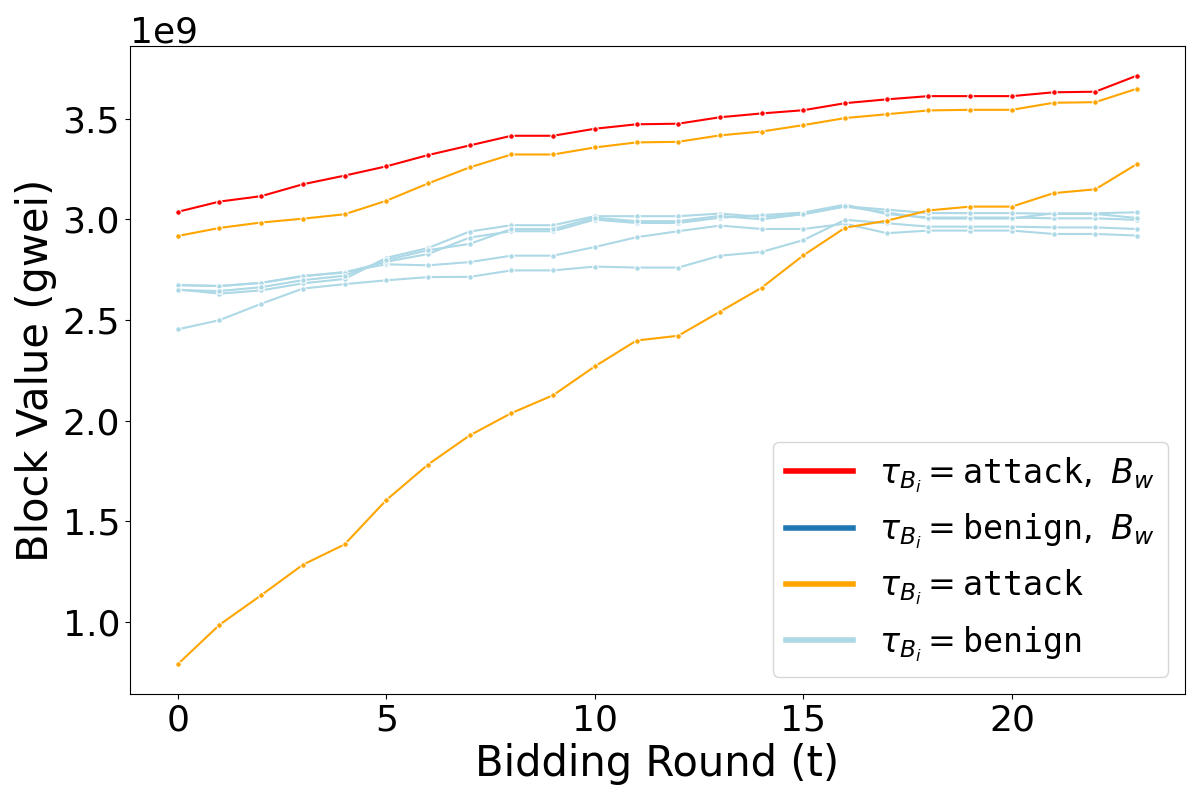 1e9
Block Value (gwei)
3.5
3.0
2.5
2.0
1.5
1.0
0 5 10 15 20
Bidding Round (t)
τ_{B_i} = attack, B_w
τ_{B_i} = benign, B_w
τ_{B_i} = attack
τ_{B_i} = benign